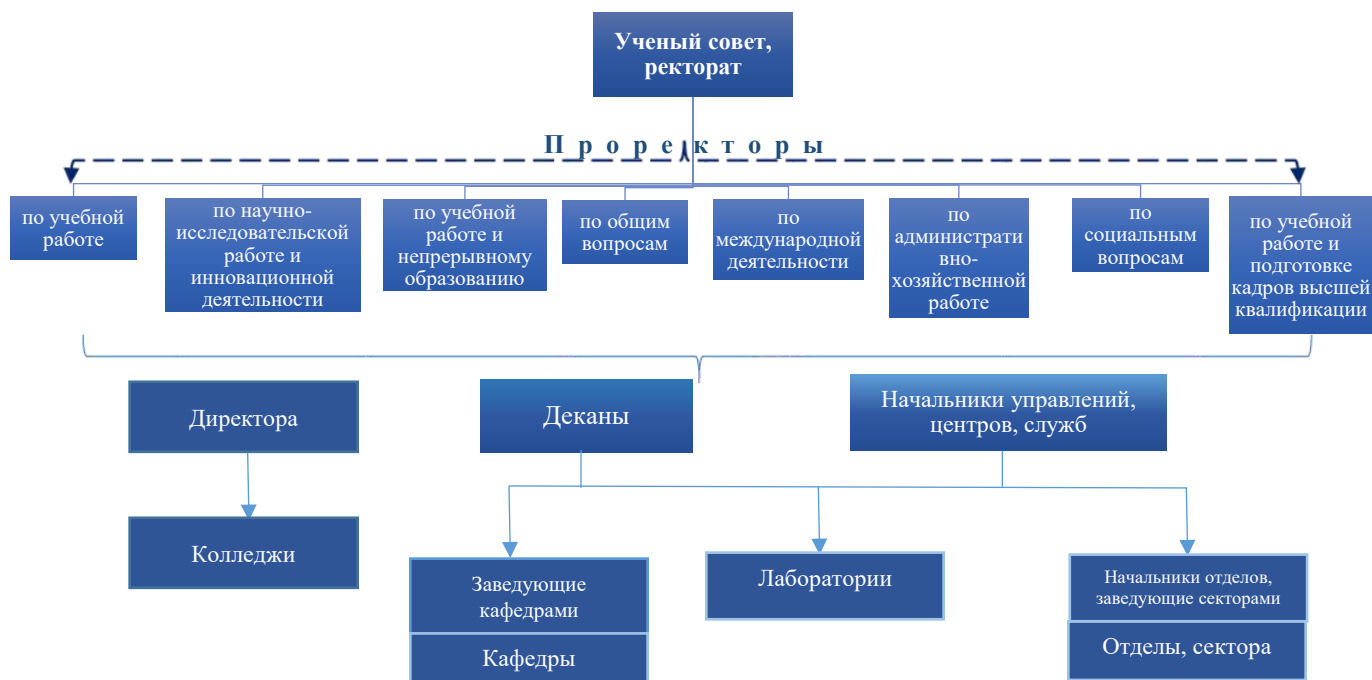 Ученый совет,
ректорат
Проректоры
по учебной
работе
по научно-
исследовательской
работе и
инновационной
деятельности
по учебной
работе и
непрерывному
образованию
по общим
вопросам
по
международной
деятельности
по
администрати
вно-
хозяйственной
работе
по
социальным
вопросам
по учебной
работе и
подготовке
кадров высшей
квалификации
Директора
Деканы
Начальники управлений,
центров, служб
Колледжи
Заведующие
кафедрами
Кафедры
Лаборатории
Начальники отделов,
заведующие секторами
Отделы, сектора